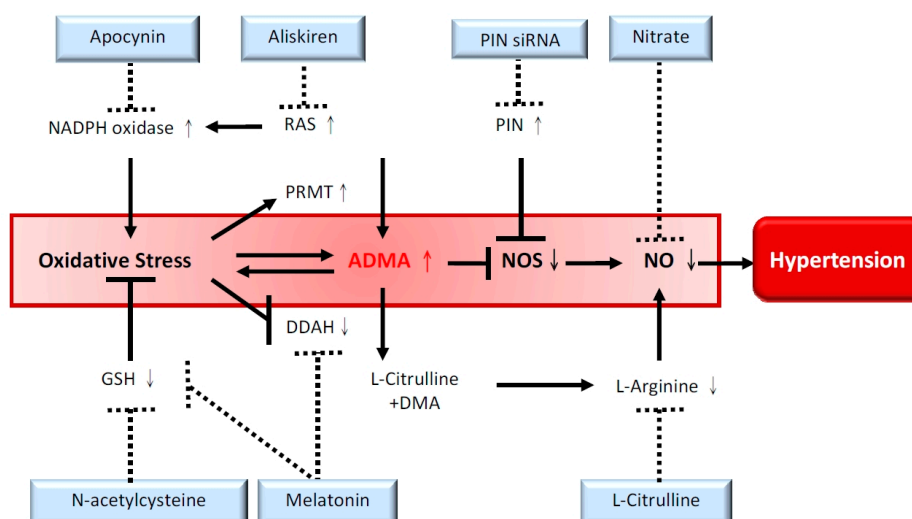 Apocynin
Aliskiren
PIN siRNA
Nitrate
NADPH oxidase ↑
RAS ↑
PIN ↑
PRMT ↑
Oxidative Stress
ADMA ↑
NOS ↓
NO ↓
Hypertension
DDAH ↓
GSH ↓
L-Citrulline
+DMA
L-Arginine ↓
N-acetylcysteine
Melatonin
L-Citrulline